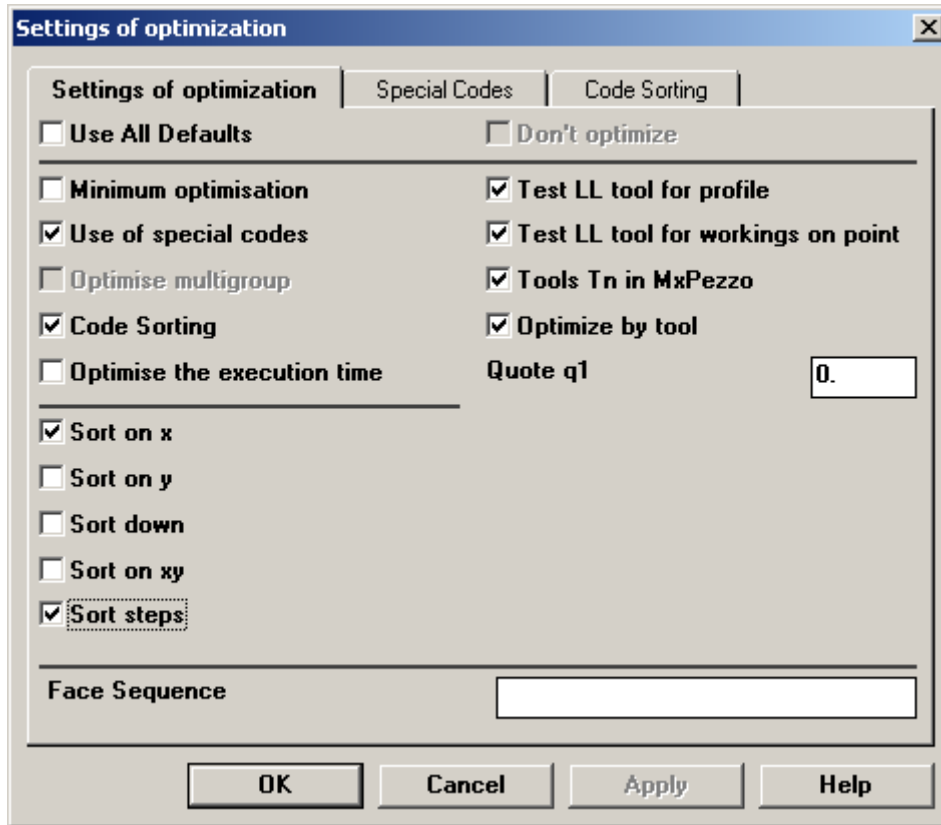 Settings of optimization
Settings of optimization Special Codes Code Sorting
Use All Defaults Don't optimize
Minimum optimisation Test LL tool for profile
Use of special codes Test LL tool for workings on point
Optimise multigroup Tools Tn in MxPezzo
Code Sorting Optimize by tool
Optimise the execution time Quote q1 0.
Sort on x
Sort on y
Sort down
Sort on xy
Sort steps
Face Sequence
OK Cancel Apply Help